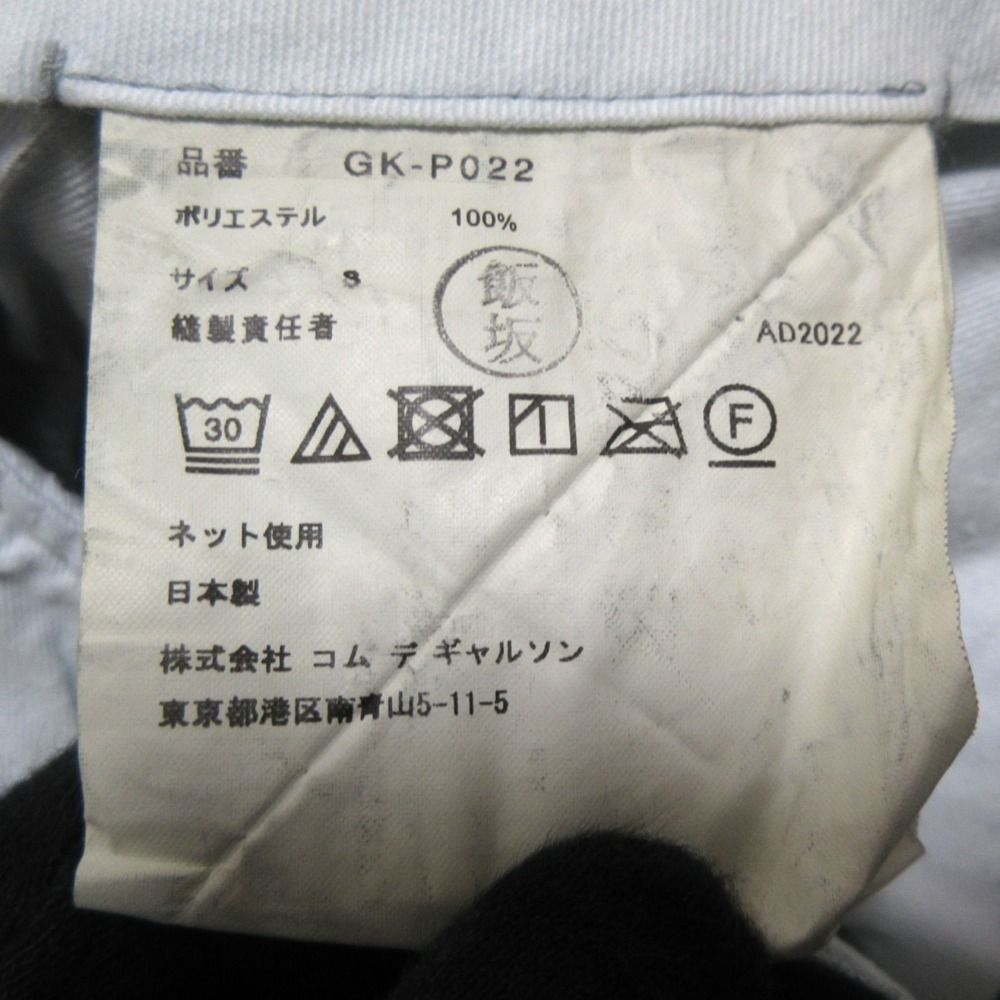 品番 GK-P022
ポリエステル 100%
サイズ S
縫製責任者 飯坂 AD2022
30 F
ネット使用
日本製
株式会社 コム デ ギャルソン
東京都港区南青山5-11-5